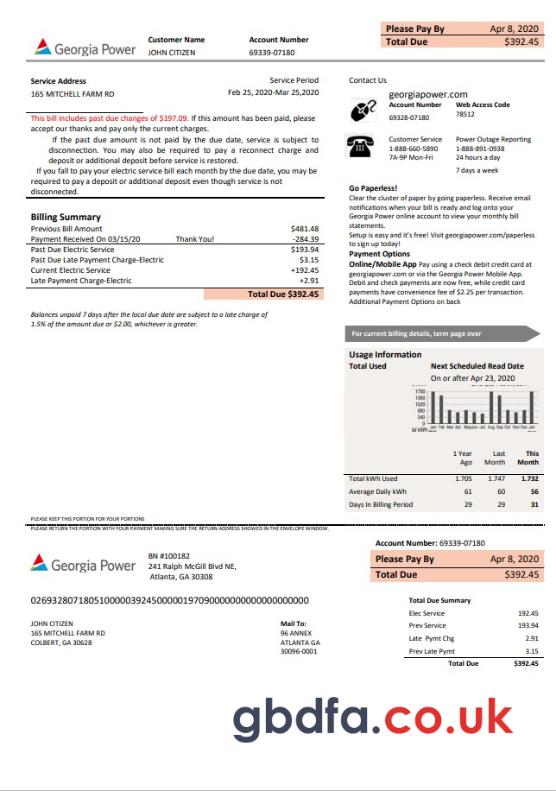 Georgia Power
Customer Name
JOHN CITIZEN
Account Number
69339-07180
Please Pay By Apr 8, 2020
Total Due $392.45
Service Address
165 MITCHELL FARM RD
Service Period
Feb 25, 2020-Mar 25,2020
This bill includes past due changes of $197.09. If this amount has been paid, please
accept our thanks and pay only the current charges.
If the past due amount is not paid by the due date, service is subject to
disconnection. You may also be required to pay a reconnect charge and
deposit or additional deposit before service is restored.
If you fall to pay your electric service bill each month by the due date, you may be
required to pay a deposit or additional deposit even though service is not
disconnected.
Billing Summary
Previous Bill Amount $481.48
Payment Received On 03/15/20 Thank You! -284.39
Past Due Electric Service $193.94
Past Due Late Payment Charge-Electric $3.15
Current Electric Service +192.45
Late Payment Charge-Electric +2.91
Total Due $392.45
Balances unpaid 7 days after the local due date are subject to a late charge of
1.5% of the amount due or $2.00, whichever is greater.
Contact Us
georgiapower.com
Account Number Web Access Code
69328-07180 78512
Customer Service Power Outage Reporting
1-888-660-5890 1-888-891-0938
7A-9P Mon-Fri 24 hours a day
7 days a week
Go Paperless!
Clear the cluster of paper by going paperless. Receive email
notifications when your bill is ready and log onto your
Georgia Power online account to view your monthly bill
statements.
Setup is easy and it's free! Visit georgiapower.com/paperless
to sign up today!
Payment Options
Online/Mobile App Pay using a check debit credit card at
georgiapower.com or via the Georgia Power Mobile App.
Debit and check payments are now free, while credit card
payments have convenience fee of $2.25 per transaction.
Additional Payment Options on back
For current billing details, term page over
Usage Information
Total Used Next Scheduled Read Date
On or after Apr 23, 2020
1700
1280
1020
680
340
0
Jan Feb Mar Apr May Jun Jul Aug Sep Oct Nov Dec Jan
1 Year Last This
Ago Month Month
Total kWh Used 1.705 1.747 1.732
Average Daily kWh 61 60 56
Days In Billing Period 29 29 31
PLEASE KEEP THIS PORTION FOR YOUR PORTIONS
PLEASE RETURN THE PORTION WITH YOUR PAYMENT MAKING SURE THE RETURN ADDRESS SHOWED IN THE ENVELOPE WINDOW.
Georgia Power
BN #100182
241 Ralph McGill Blvd NE,
Atlanta, GA 30308
Account Number: 69339-07180
Please Pay By Apr 8, 2020
Total Due $392.45
JOHN CITIZEN
165 MITCHELL FARM RD
COLBERT, GA 30628
Mail To:
96 ANNEX
ATLANTA GA
30096-0001
Total Due Summary
Elec Service 192.45
Prev Service 193.94
Late Pymt Chg 2.91
Prev Late Pymt 3.15
Total Due $392.45
gbdfa.co.uk